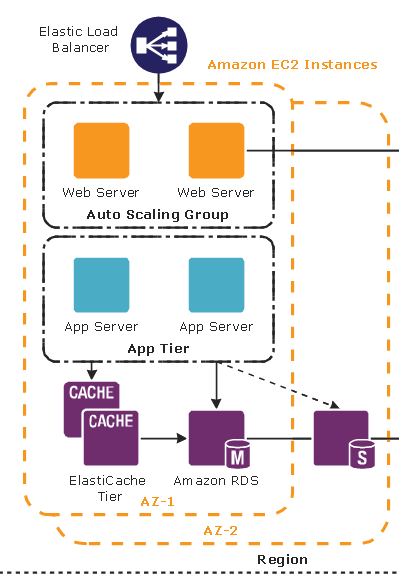 Elastic Load
Balancer
Amazon EC2 Instances
Web Server
Web Server
Auto Scaling Group
App Server
App Server
App Tier
CACHE
CACHE
M
S
ElastiCache
Tier
Amazon RDS
AZ-1
AZ-2
Region